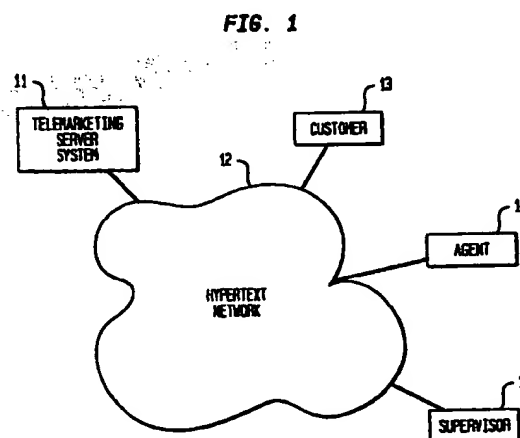 FIG. 1
11
13
TELEMARKETING
SERVER
SYSTEM
CUSTOMER
12
AGENT
HYPERTEXT
NETWORK
SUPERVISOR